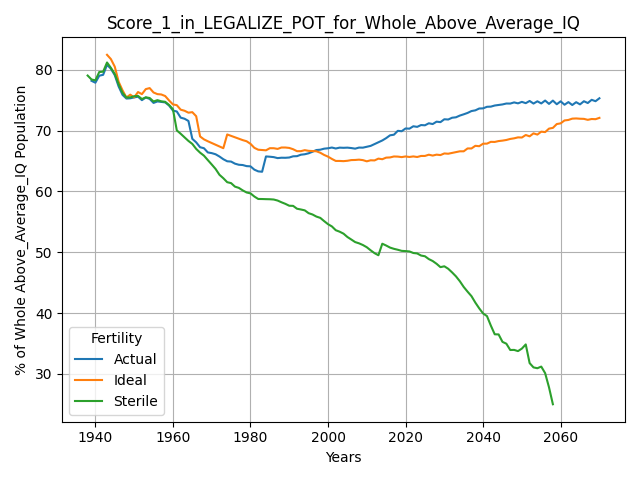 Score_1_in_LEGALIZE_POT_for_Whole_Above_Average_IQ
% of Whole Above_Average_IQ Population
80
70
60
50
40
30
Fertility
Actual
Ideal
Sterile
1940 1960 1980 2000 2020 2040 2060
Years